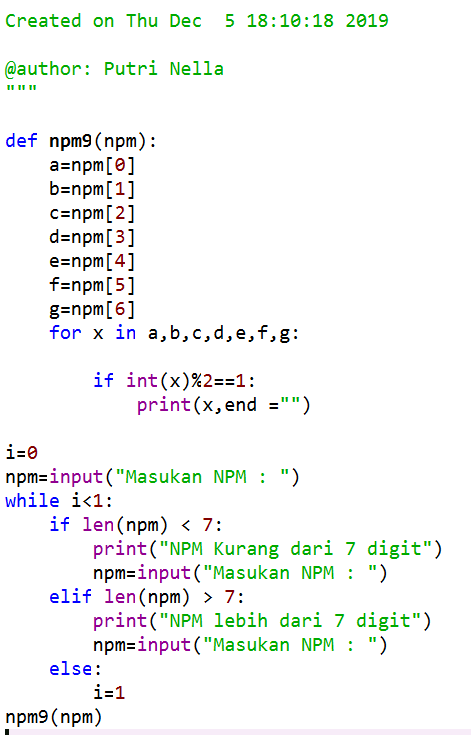 Created on Thu Dec  5 18:10:18 2019

@author: Putri Nella
"""

def npm9(npm):
    a=npm[0]
    b=npm[1]
    c=npm[2]
    d=npm[3]
    e=npm[4]
    f=npm[5]
    g=npm[6]
    for x in a,b,c,d,e,f,g:

        if int(x)%2==1:
            print(x,end ="")

i=0
npm=input("Masukan NPM : ")
while i<1:
    if len(npm) < 7:
        print("NPM Kurang dari 7 digit")
        npm=input("Masukan NPM : ")
    elif len(npm) > 7:
        print("NPM lebih dari 7 digit")
        npm=input("Masukan NPM : ")
    else:
        i=1
npm9(npm)